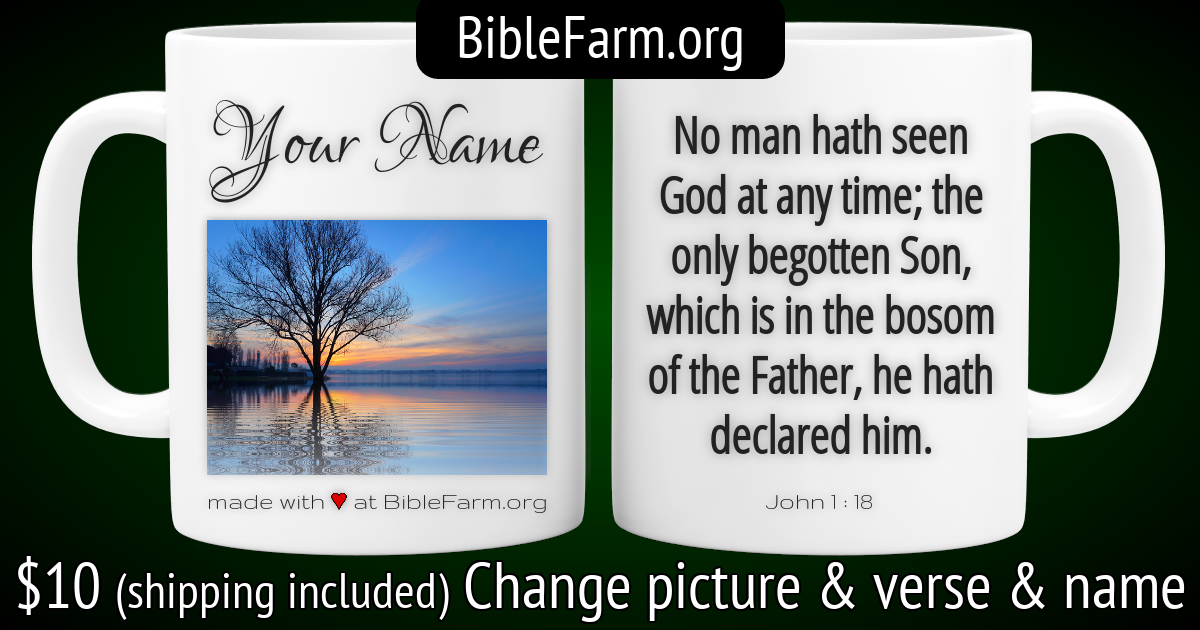 BibleFarm.org
Your Name
made with ♥ at BibleFarm.org
No man hath seen
God at any time; the
only begotten Son,
which is in the bosom
of the Father, he hath
declared him.
John 1 : 18
$10 (shipping included) Change picture & verse & name